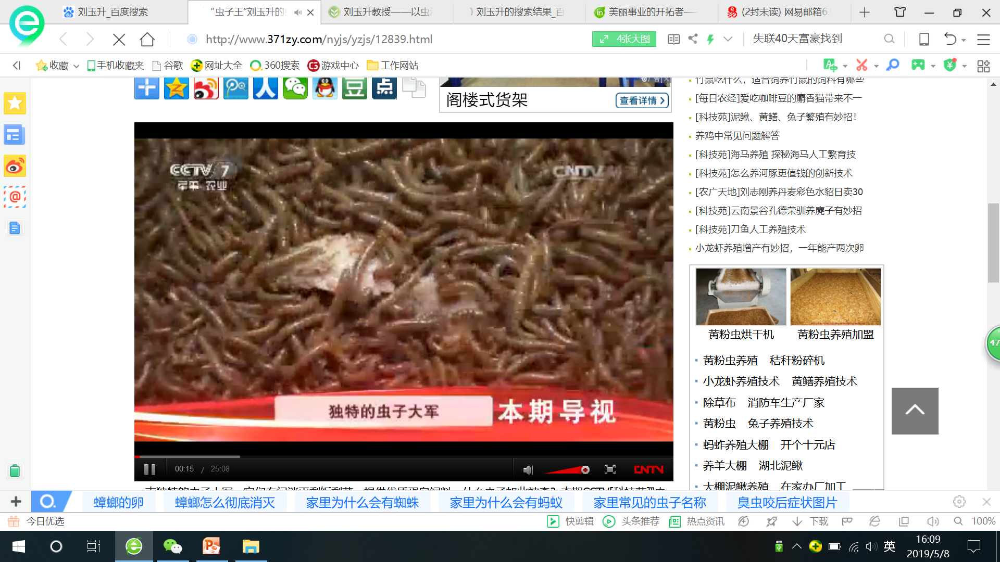 刘玉升_百度搜索
“虫子王”刘玉升的
刘玉升教授——以虫
刘玉升的搜索结果_百
美丽事业的开拓者—
(2封未读) 网易邮箱6.
http://www.371zy.com/nyjs/yzjs/12839.html
4张大图
失联40天富豪找到
收藏
手机收藏夹
谷歌
网址大全
360搜索
游戏中心
工作网站
阁楼式货架
查看详情
竹鼠吃什么，适合饲养竹鼠的饲料有哪些
[每日农经]爱吃咖啡豆的麝香猫带来不一
[科技苑]泥鳅、黄鳝、兔子繁殖有妙招！
养鸡中常见问题解答
[科技苑]海马养殖 探秘海马人工繁育技
[科技苑]怎么养河豚更值钱的创新技术
[农广天地]刘志刚养丹麦彩色水貂日卖30
[科技苑]云南景谷孔德荣驯养麂子有妙招
[科技苑]刀鱼人工养殖技术
小龙虾养殖增产有妙招，一年能产两次卵
CCTV 7
军事 农业
CNTV
独特的虫子大军
本期导视
00:15 / 25:08
CNTV
黄粉虫烘干机
黄粉虫养殖加盟
黄粉虫养殖 秸秆粉碎机
小龙虾养殖技术 黄鳝养殖技术
除草布 消防车生产厂家
黄粉虫 兔子养殖技术
蚂蚱养殖大棚 开个十元店
养羊大棚 湖北泥鳅
大棚泥鳅养殖 在家办厂加工
47
蟑螂的卵
蟑螂怎么彻底消灭
家里为什么会有蜘蛛
家里为什么会有蚂蚁
家里常见的虫子名称
臭虫咬后症状图片
今日优选
快剪辑
头条推荐
热点资讯
下载
100%
英
16:09
2019/5/8